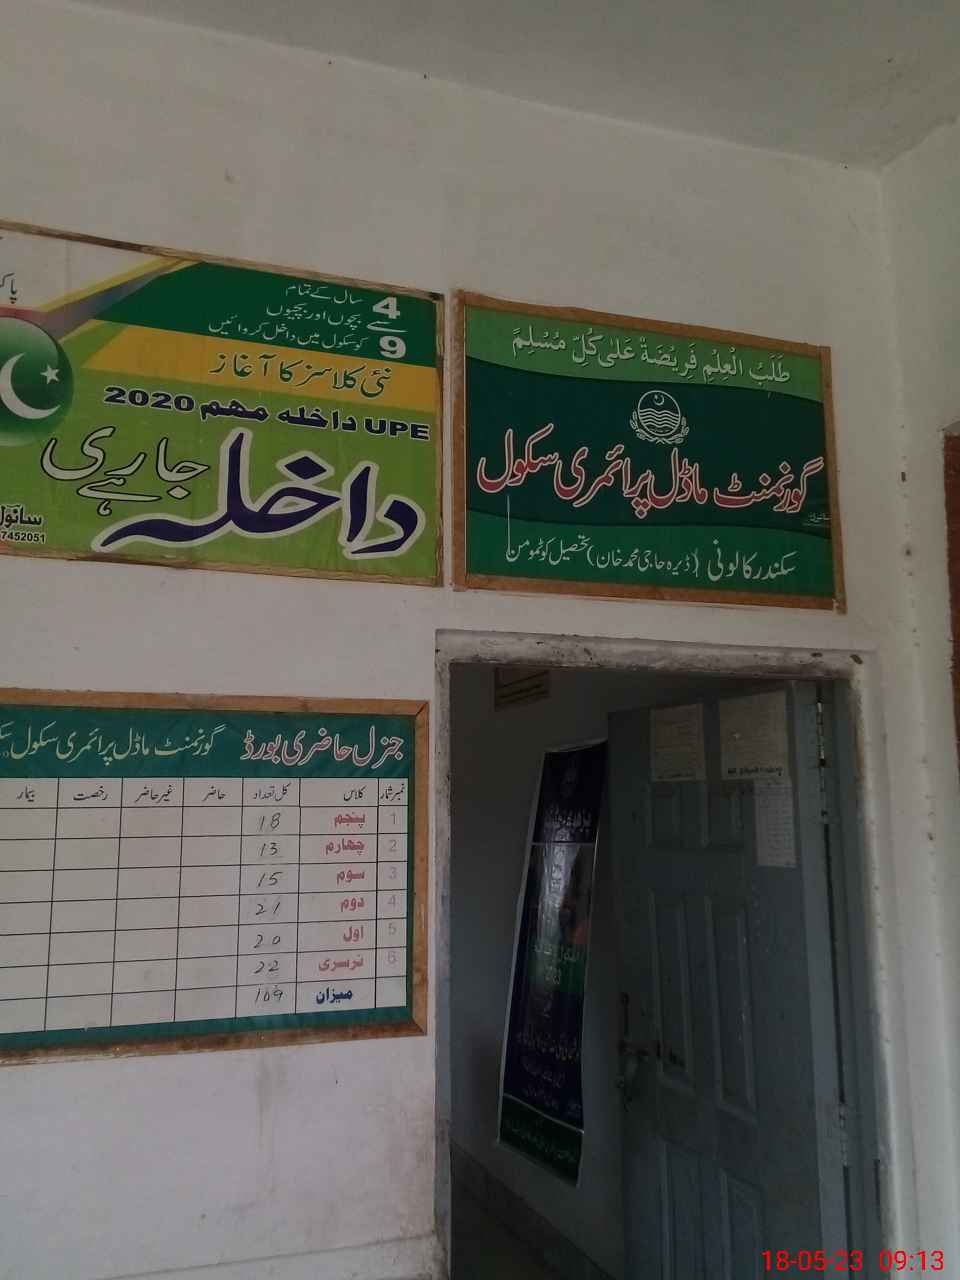 سال کے تمام
4 سے 9
بچوں اور بچیوں
کو سکول میں داخل کروائیں
نئی کلاسز کا آغاز
UPE داخلہ مہم 2020
داخلہ جاری ہے
سانول
7452051
طَلَبُ الْعِلْمِ فَرِيْضَةٌ عَلٰى كُلِّ مُسْلِمٍ
گورنمنٹ ماڈل پرائمری سکول
سکندر کالونی (ڈیرہ حاجی محمد خان) تحصیل کوٹ مومن
جنرل حاضری بورڈ گورنمنٹ ماڈل پرائمری سکول
نمبر شمار کلاس کل تعداد حاضر غیر حاضر رخصت بیمار
1 پنجم 18
2 چھارم 13
3 سوم 15
4 دوم 21
5 اول 20
6 نرسری 22
میزان 109
18-05-23 09:13